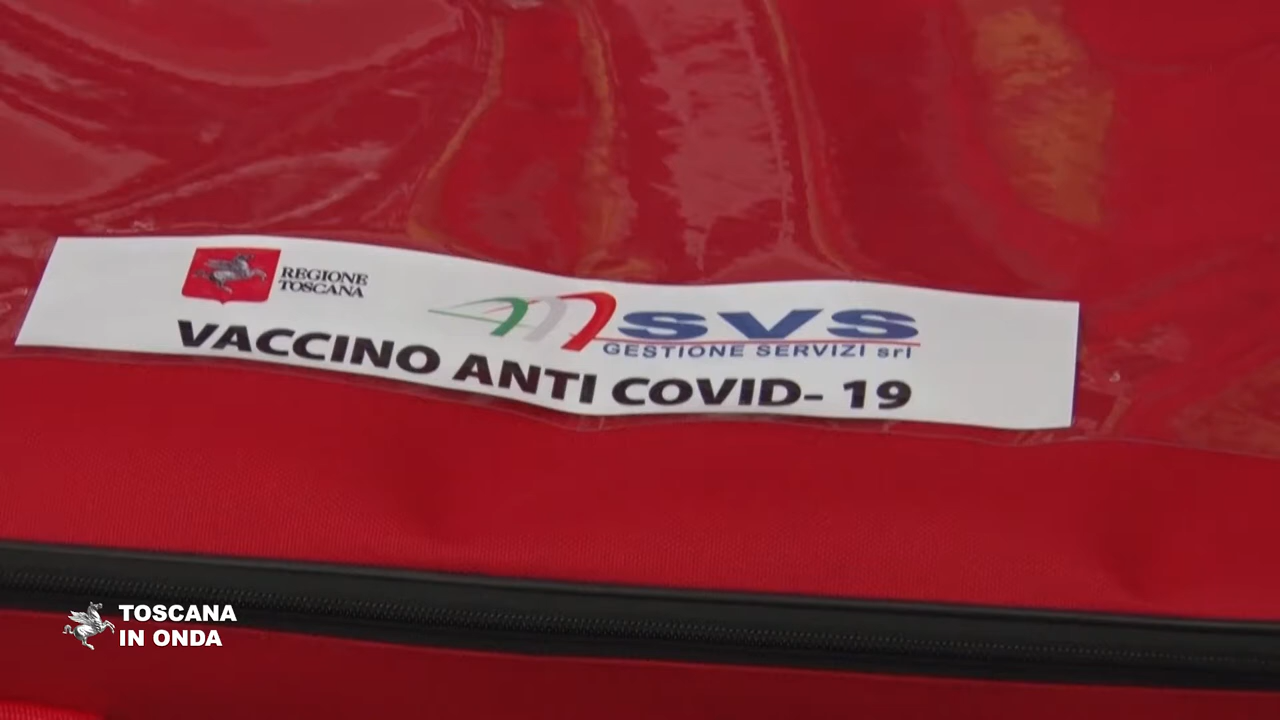 REGIONE
TOSCANA
SVS
GESTIONE SERVIZI srl
VACCINO ANTI COVID- 19
TOSCANA
IN ONDA